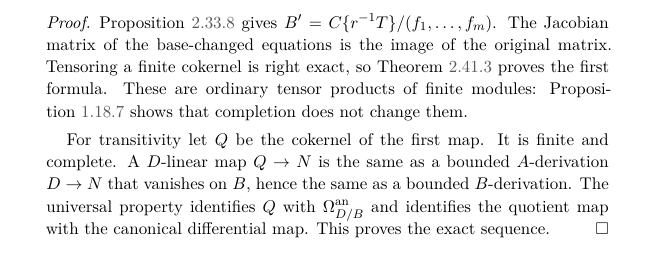 Proof. Proposition 2.33.8 gives B′ = C{r⁻¹T}/(f₁, . . . , fₘ). The Jacobian
matrix of the base-changed equations is the image of the original matrix.
Tensoring a finite cokernel is right exact, so Theorem 2.41.3 proves the first
formula. These are ordinary tensor products of finite modules: Proposi-
tion 1.18.7 shows that completion does not change them.
For transitivity let Q be the cokernel of the first map. It is finite and
complete. A D-linear map Q → N is the same as a bounded A-derivation
D → N that vanishes on B, hence the same as a bounded B-derivation. The
universal property identifies Q with Ω^{an}_{D/B} and identifies the quotient map
with the canonical differential map. This proves the exact sequence. □